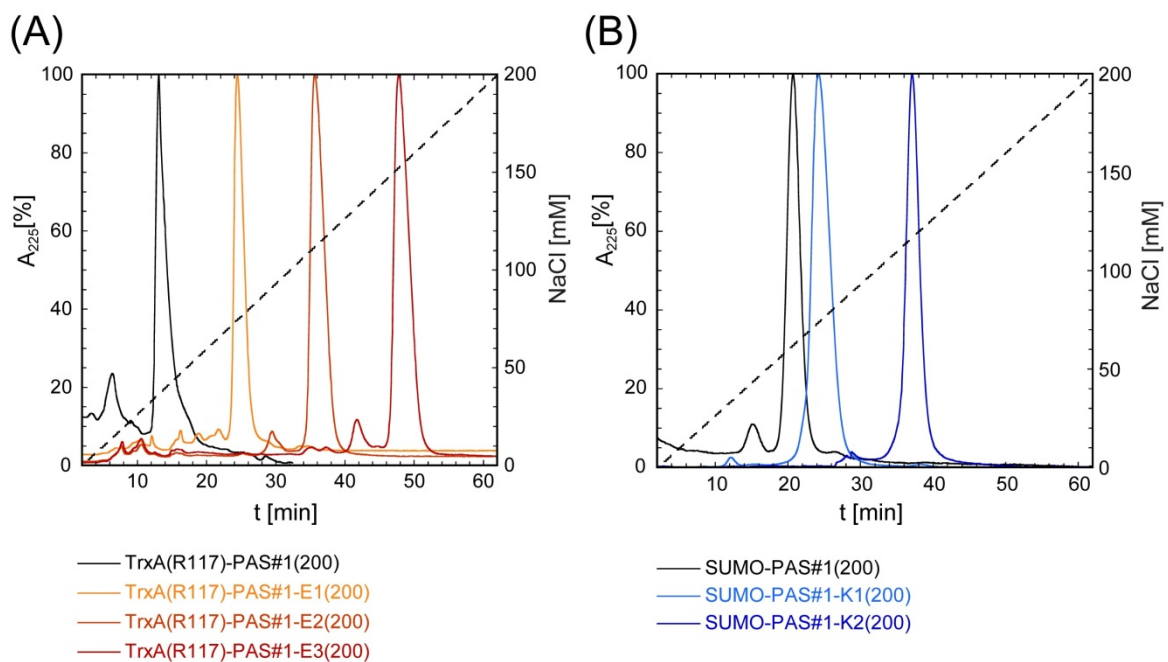 (A)
(B)
100
80
60
40
20
0
A225[%]
200
150
100
50
0
NaCl [mM]
10
20
30
40
50
60
t [min]
100
80
60
40
20
0
A225[%]
200
150
100
50
0
NaCl [mM]
10
20
30
40
50
60
t [min]
TrxA(R117)-PAS#1(200)
TrxA(R117)-PAS#1-E1(200)
TrxA(R117)-PAS#1-E2(200)
TrxA(R117)-PAS#1-E3(200)
SUMO-PAS#1(200)
SUMO-PAS#1-K1(200)
SUMO-PAS#1-K2(200)